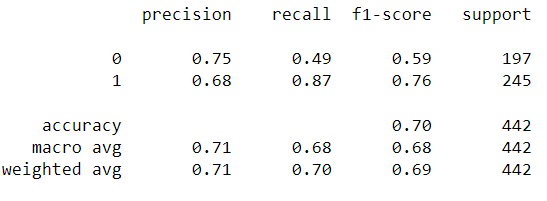 precision recall f1-score support
0 0.75 0.49 0.59 197
1 0.68 0.87 0.76 245
accuracy 0.70 442
macro avg 0.71 0.68 0.68 442
weighted avg 0.71 0.70 0.69 442